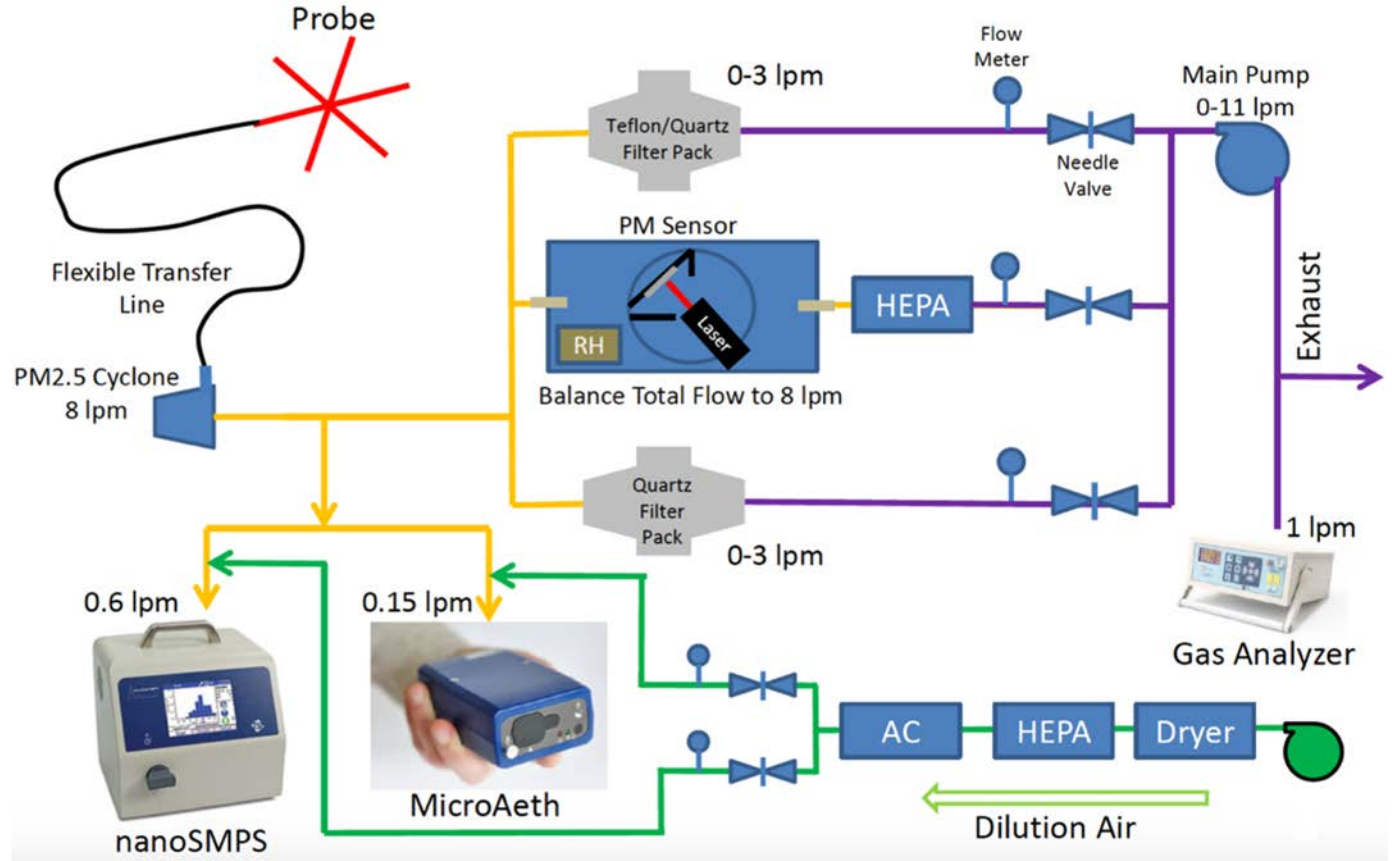 Probe
Flexible Transfer
Line
PM2.5 Cyclone
8 lpm
0-3 lpm
Teflon/Quartz
Filter Pack
Flow
Meter
Needle
Valve
Main Pump
0-11 lpm
PM Sensor
Laser
RH
HEPA
Balance Total Flow to 8 lpm
Exhaust
Quartz
Filter
Pack
0-3 lpm
1 lpm
Gas Analyzer
0.6 lpm
nanoSMPS
0.15 lpm
MicroAeth
AC
HEPA
Dryer
Dilution Air